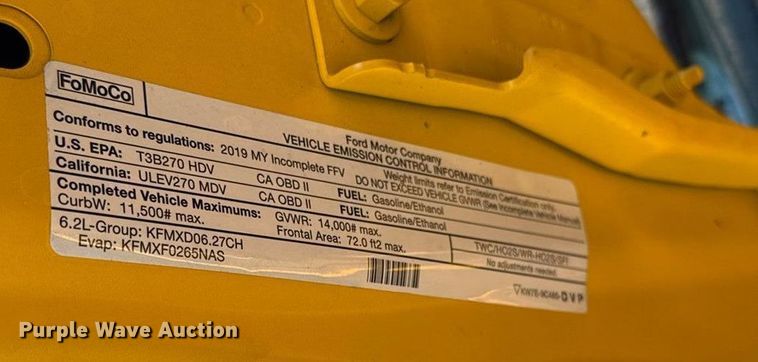 FoMoCo
Ford Motor Company
VEHICLE EMISSION CONTROL INFORMATION
Conforms to regulations: 2019 MY Incomplete FFV
Weight limits refer to Emission Certification only.
DO NOT EXCEED VEHICLE GVWR (See Incomplete Vehicle Manual)
U.S. EPA: T3B270 HDV CA OBD II FUEL: Gasoline/Ethanol
California: ULEV270 MDV CA OBD II FUEL: Gasoline/Ethanol
Completed Vehicle Maximums:
CurbW: 11,500# max. GVWR: 14,000# max.
Frontal Area: 72.0 ft2 max.
6.2L-Group: KFMXD06.27CH
Evap: KFMXF0265NAS
TWC/HO2S/WR-HO2S/SFI
No adjustments needed.
KW7E-9C485-DVP
Purple Wave Auction